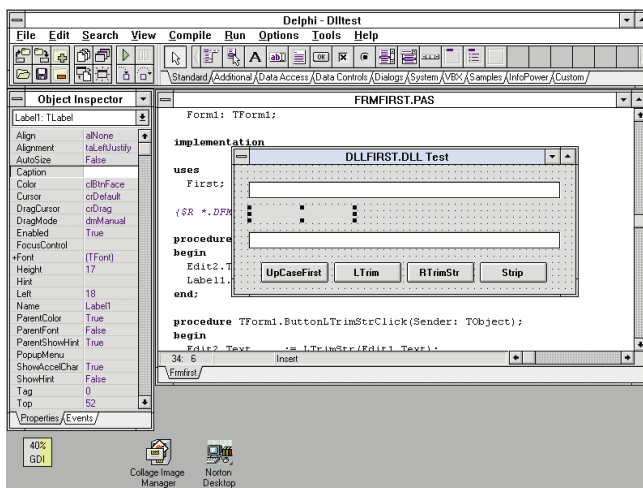 Delphi - Dlltest
File Edit Search View Compile Run Options Tools Help
OK
Standard Additional Data Access Data Controls Dialogs System VBX Samples InfoPower Custom
Object Inspector
Label1: TLabel
Align alNone
Alignment taLeftJustify
AutoSize False
Caption
Color clBtnFace
Cursor crDefault
DragCursor crDrag
DragMode dmManual
Enabled True
FocusControl
+Font (TFont)
Height 17
Hint
Left 18
Name Label1
ParentColor True
ParentFont False
ParentShowHint True
PopupMenu
ShowAccelChar True
ShowHint False
Tag 0
Top 52
Properties Events
FRMFIRST.PAS
Form1: TForm1;
implementation
uses
First;
{$R *.DFM
procedure
begin
Edit2.T
Label1.
end;
procedure TForm1.ButtonLTrimStrClick(Sender: TObject);
begin
Edit2.Text := LTrimStr(Edit1.Text);
34: 6 Insert
Frmfirst
DLLFIRST.DLL Test
UpCaseFirst LTrim RTrimStr Strip
40%
GDI
Collage Image
Manager
Norton
Desktop